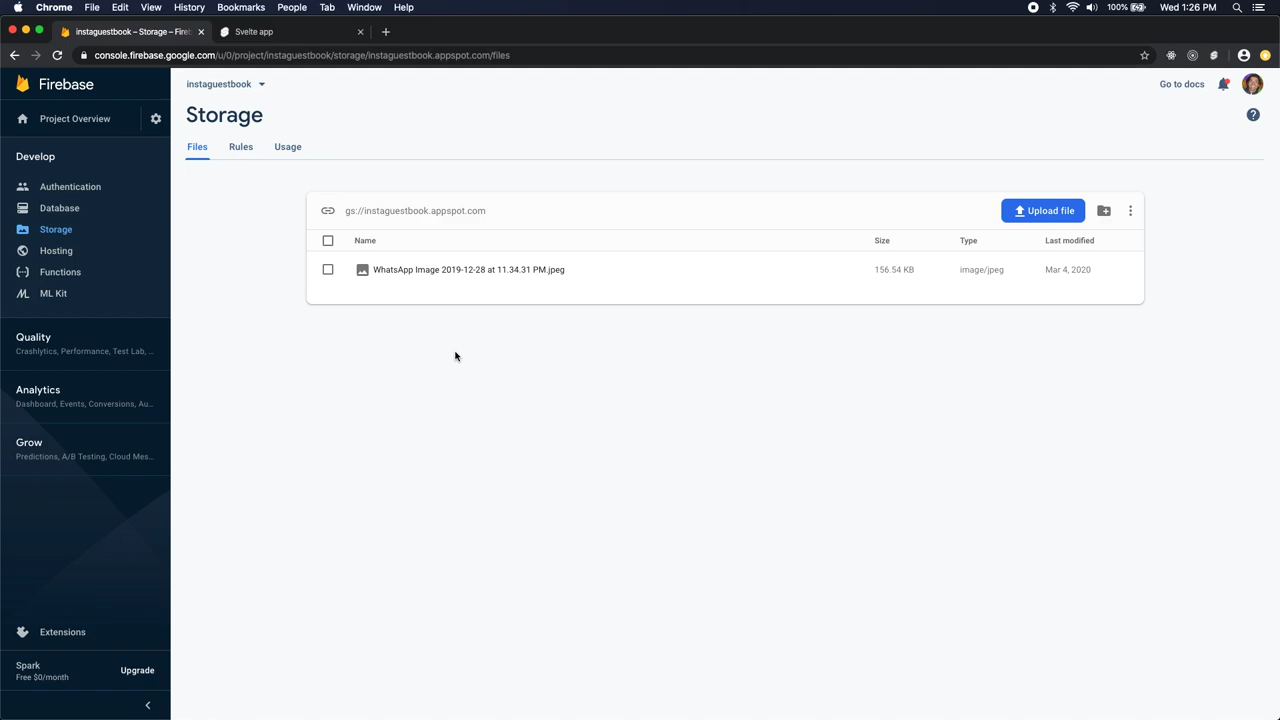 Chrome File Edit View History Bookmarks People Tab Window Help 100% Wed 1:26 PM
instaguestbook – Storage – Fireb Svelte app
console.firebase.google.com/u/0/project/instaguestbook/storage/instaguestbook.appspot.com/files
Firebase
instaguestbook
Go to docs
Project Overview
Storage
Files Rules Usage
Develop
Authentication
Database
Storage
Hosting
Functions
ML Kit
Quality
Crashlytics, Performance, Test Lab, ...
Analytics
Dashboard, Events, Conversions, Au...
Grow
Predictions, A/B Testing, Cloud Mes...
Extensions
Spark
Free $0/month
Upgrade
gs://instaguestbook.appspot.com
Upload file
Name Size Type Last modified
WhatsApp Image 2019-12-28 at 11.34.31 PM.jpeg 156.54 KB image/jpeg Mar 4, 2020